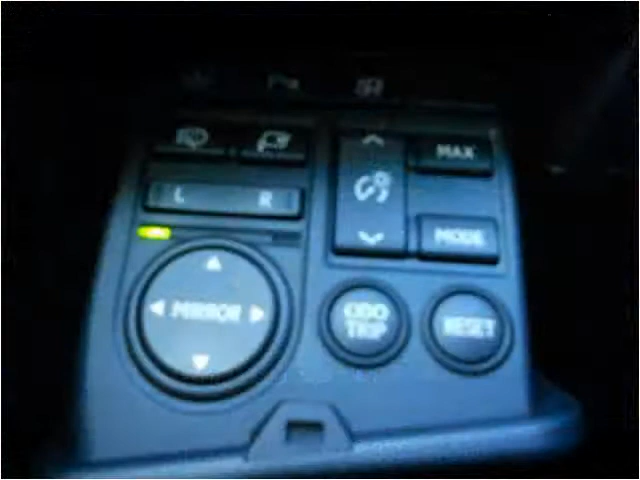 MAX
L R
MODE
MIRROR
ODO
TRIP
RESET